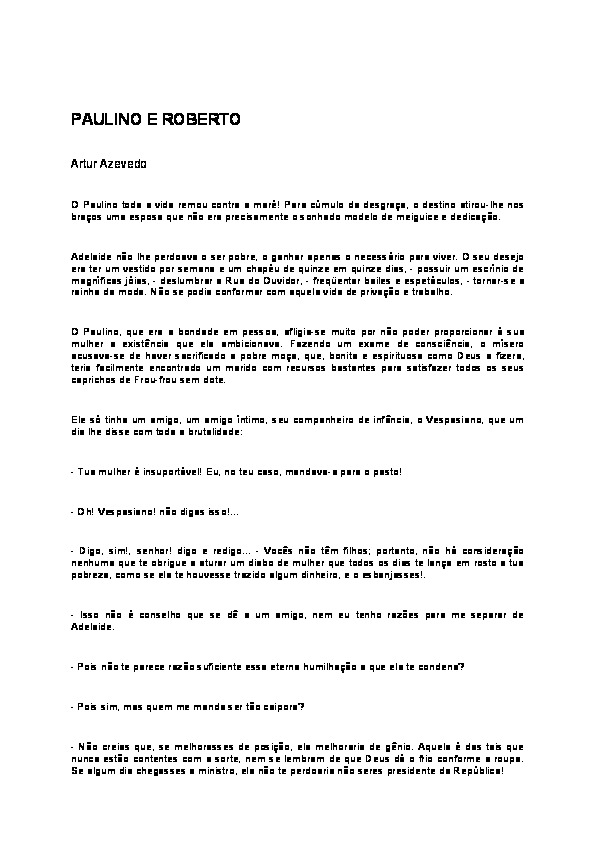 PAULINO E ROBERTO
Artur Azevedo
O Paulino toda a vida remou contra a maré! Para cúmulo da desgraça, o destino atirou-lhe nos
braços uma esposa que não era precisamente o sonhado modelo de meiguice e dedicação.
Adelaide não lhe perdoava o ser pobre, o ganhar apenas o necessário para viver. O seu desejo
era ter um vestido por semana e um chapéu de quinze em quinze dias, - possuir um escrínio de
magníficas jóias, - deslumbrar a Rua do Ouvidor, - freqüentar bailes e espetáculos, - tornar-se a
rainha da moda. Não se podia conformar com aquela vida de privação e trabalho.
O Paulino, que era a bondade em pessoa, afligia-se muito por não poder proporcionar à sua
mulher a existência que ela ambicionava. Fazendo um exame de consciência, o mísero
acusava-se de haver sacrificado a pobre moça, que, bonita e espirituosa como Deus a fizera,
teria facilmente encontrado um marido com recursos bastantes para satisfazer todos os seus
caprichos de Frou-frou sem dote.
Ele só tinha um amigo, um amigo íntimo, seu companheiro de infância, o Vespasiano, que um
dia lhe disse com toda a brutalidade:
- Tua mulher é insuportável! Eu, no teu caso, mandava-a para o pasto!
- Oh! Vespasiano! não digas isso!...
- Digo, sim!, senhor! digo e redigo... - Vocês não têm filhos; portanto, não há consideração
nenhuma que te obrigue a aturar um diabo de mulher que todos os dias te lança em rosto a tua
pobreza, como se ela te houvesse trazido algum dinheiro, e o esbanjasses!.
- Isso não é conselho que se dê a um amigo, nem eu tenho razões para me separar de
Adelaide.
- Pois não te parece razão suficiente essa eterna humilhação a que ela te condena?
- Pois sim, mas quem me manda ser tão caipora?
- Não creias que, se melhorasses de posição, ela melhoraria de gênio. Aquela é das tais que
nunca estão contentes com a sorte, nem se lembram de que Deus dá o frio conforme a roupa.
Se algum dia chegasses a ministro, ela não te perdoaria não seres presidente da República!